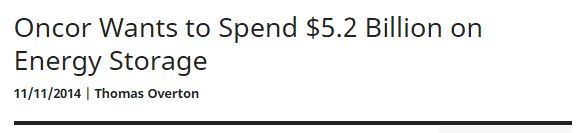 Oncor Wants to Spend $5.2 Billion on
Energy Storage
11/11/2014 | Thomas Overton